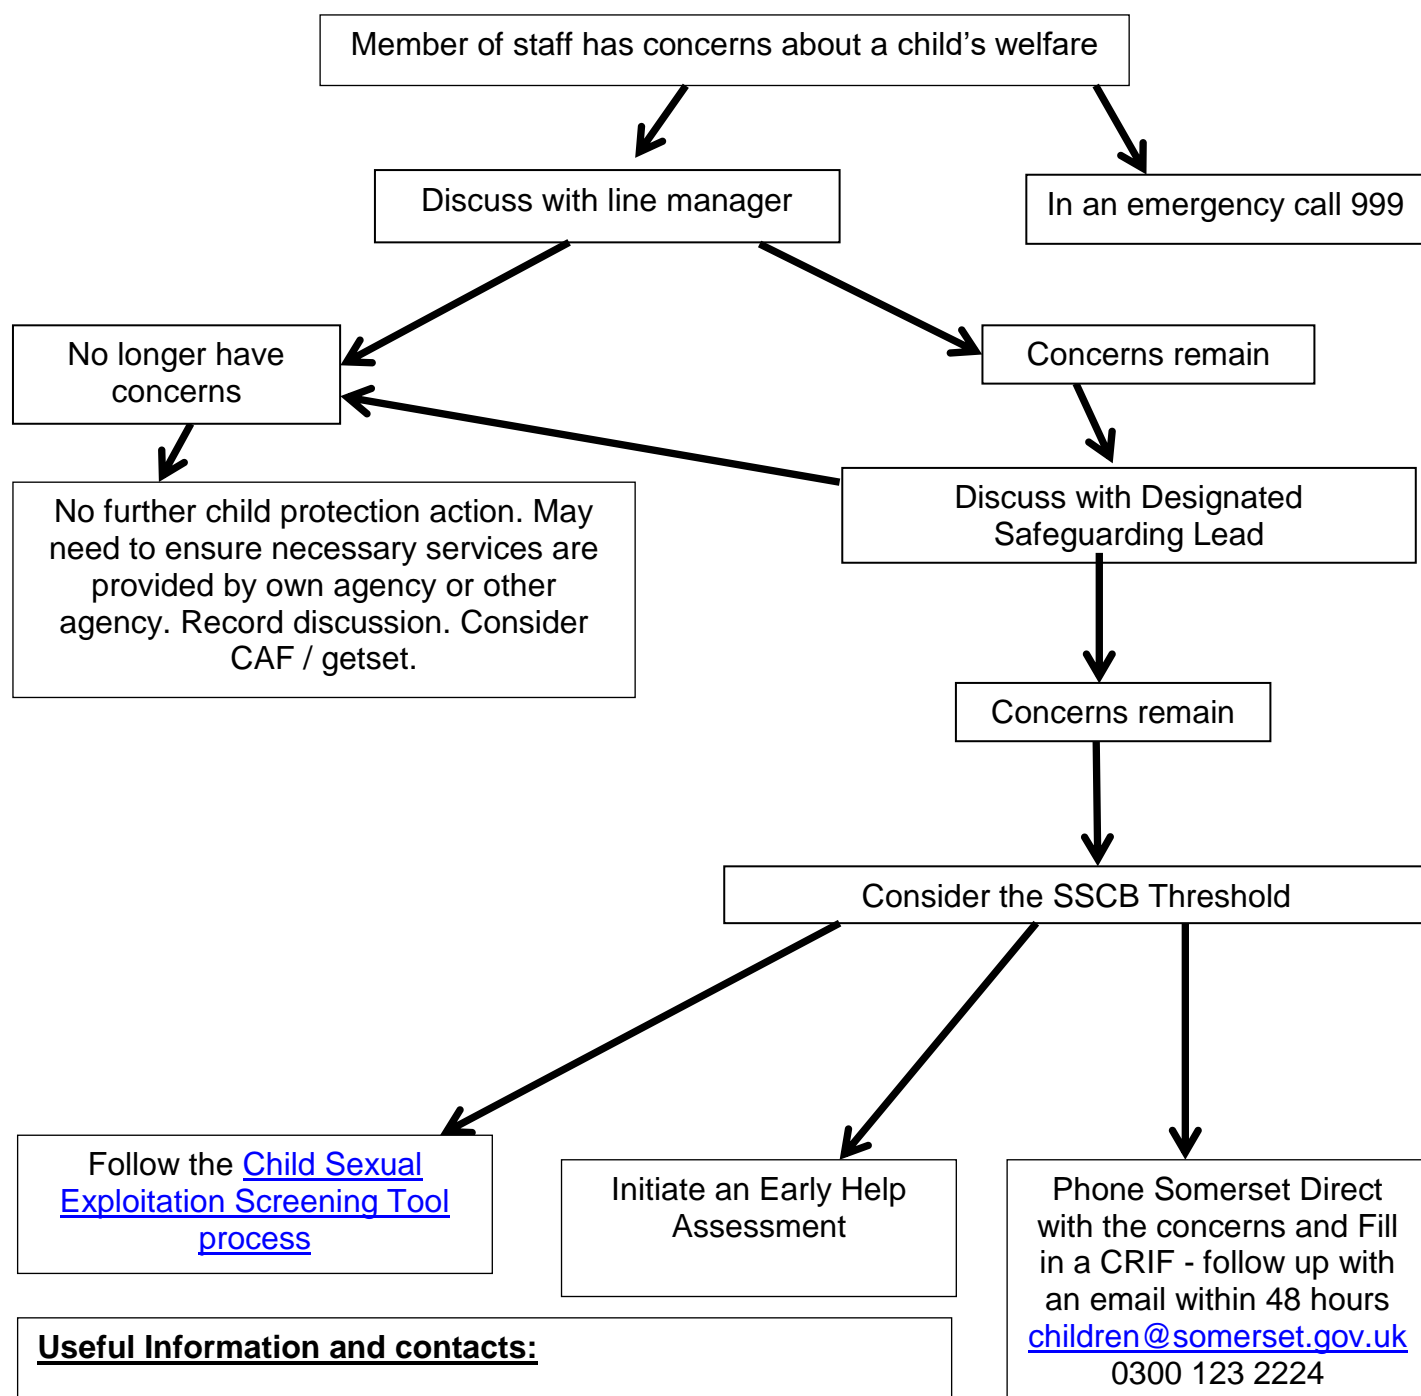 Member of staff has concerns about a child’s welfare
Discuss with line manager
In an emergency call 999
No longer have
concerns
Concerns remain
No further child protection action. May
need to ensure necessary services are
provided by own agency or other
agency. Record discussion. Consider
CAF / getset.
Discuss with Designated
Safeguarding Lead
Concerns remain
Consider the SSCB Threshold
Follow the Child Sexual
Exploitation Screening Tool
process
Initiate an Early Help
Assessment
Phone Somerset Direct
with the concerns and Fill
in a CRIF - follow up with
an email within 48 hours
children@somerset.gov.uk
0300 123 2224
Useful Information and contacts: